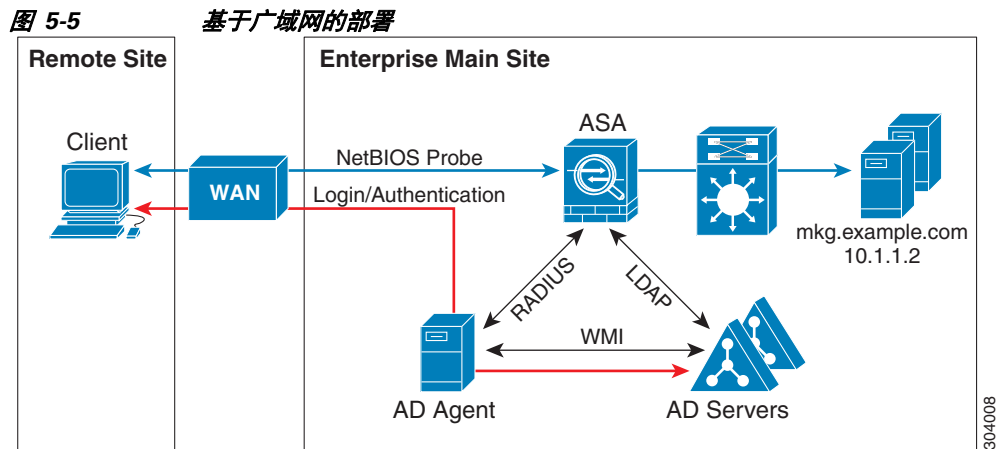 图 5-5 基于广域网的部署
Remote Site
Enterprise Main Site
Client
ASA
NetBIOS Probe
WAN
Login/Authentication
mkg.example.com
10.1.1.2
RADIUS
LDAP
WMI
AD Agent
AD Servers
304008